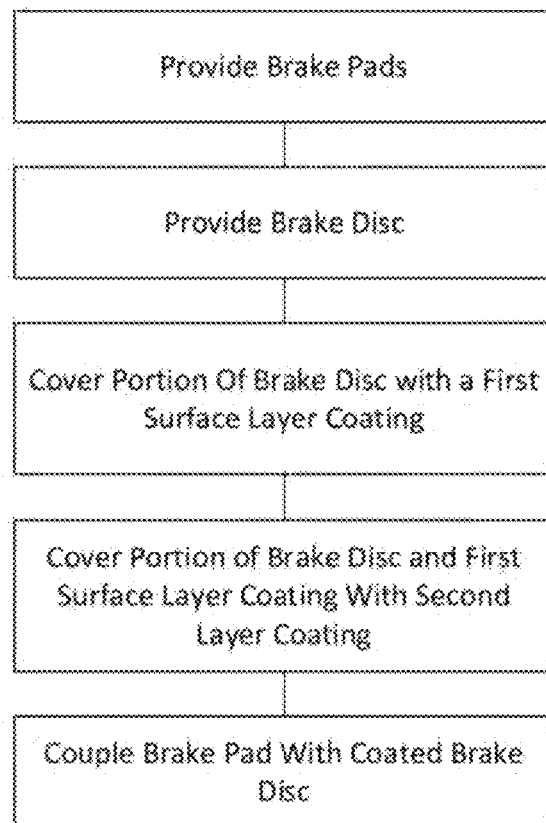 Provide Brake Pads
Provide Brake Disc
Cover Portion Of Brake Disc with a First
Surface Layer Coating
Cover Portion of Brake Disc and First
Surface Layer Coating With Second
Layer Coating
Couple Brake Pad With Coated Brake
Disc